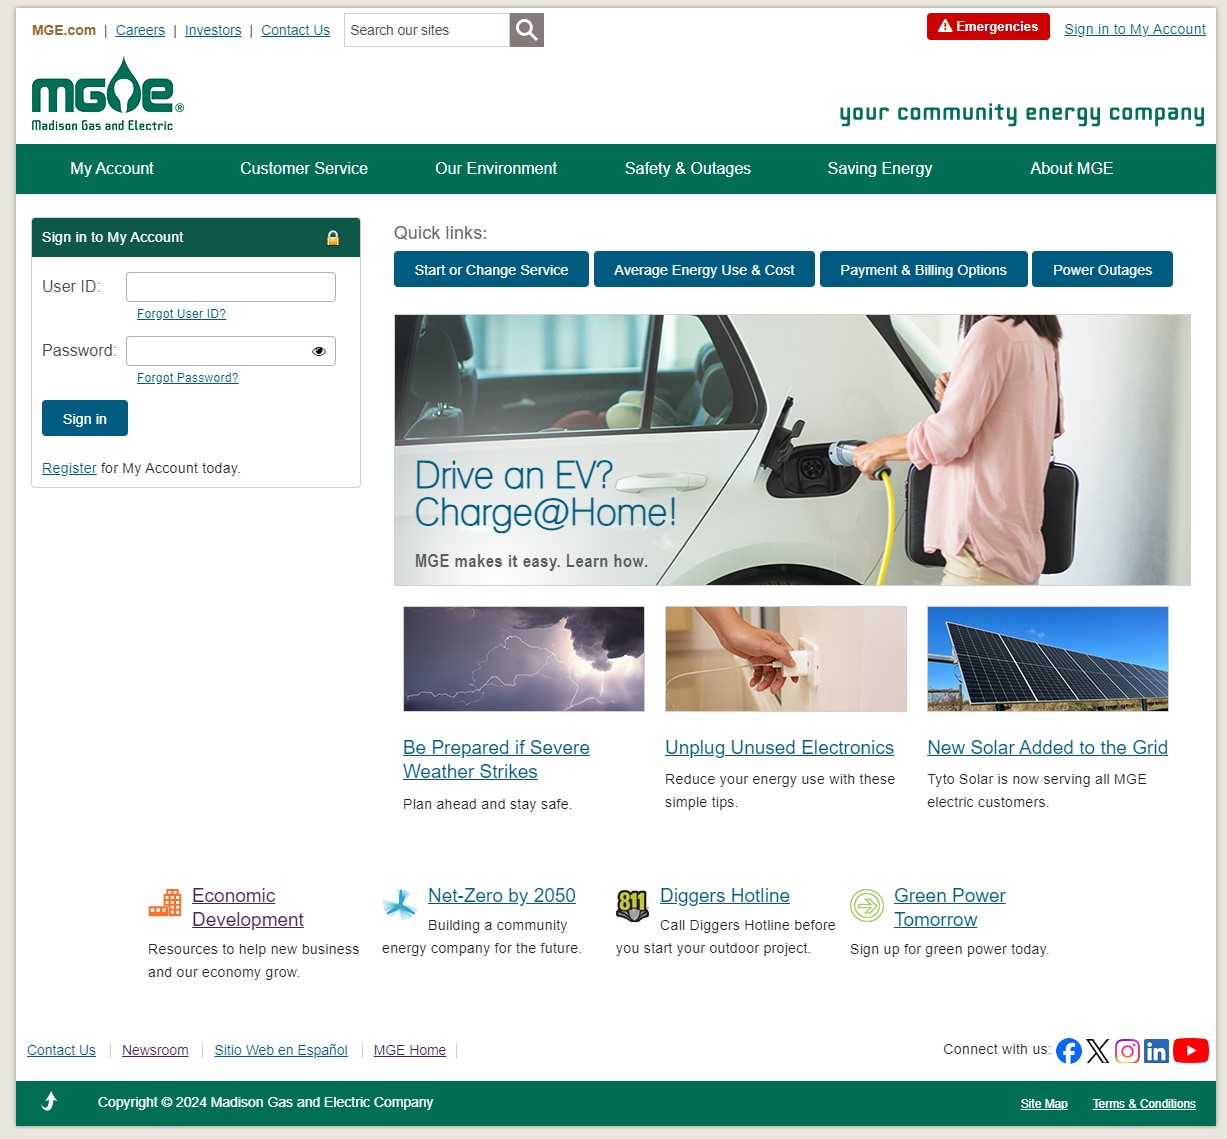 MGE.com | Careers | Investors | Contact Us
Search our sites
Emergencies
Sign in to My Account
mge®
Madison Gas and Electric
your community energy company
My Account
Customer Service
Our Environment
Safety & Outages
Saving Energy
About MGE
Sign in to My Account
User ID:
Forgot User ID?
Password:
Forgot Password?
Sign in
Register for My Account today.
Quick links:
Start or Change Service
Average Energy Use & Cost
Payment & Billing Options
Power Outages
Drive an EV?
Charge@Home!
MGE makes it easy. Learn how.
Be Prepared if Severe
Weather Strikes
Plan ahead and stay safe.
Unplug Unused Electronics
Reduce your energy use with these
simple tips.
New Solar Added to the Grid
Tyto Solar is now serving all MGE
electric customers.
Economic
Development
Resources to help new business
and our economy grow.
Net-Zero by 2050
Building a community
energy company for the future.
811
Diggers Hotline
Call Diggers Hotline before
you start your outdoor project.
Green Power
Tomorrow
Sign up for green power today.
Contact Us
Newsroom
Sitio Web en Español
MGE Home
Connect with us:
Copyright © 2024 Madison Gas and Electric Company
Site Map
Terms & Conditions